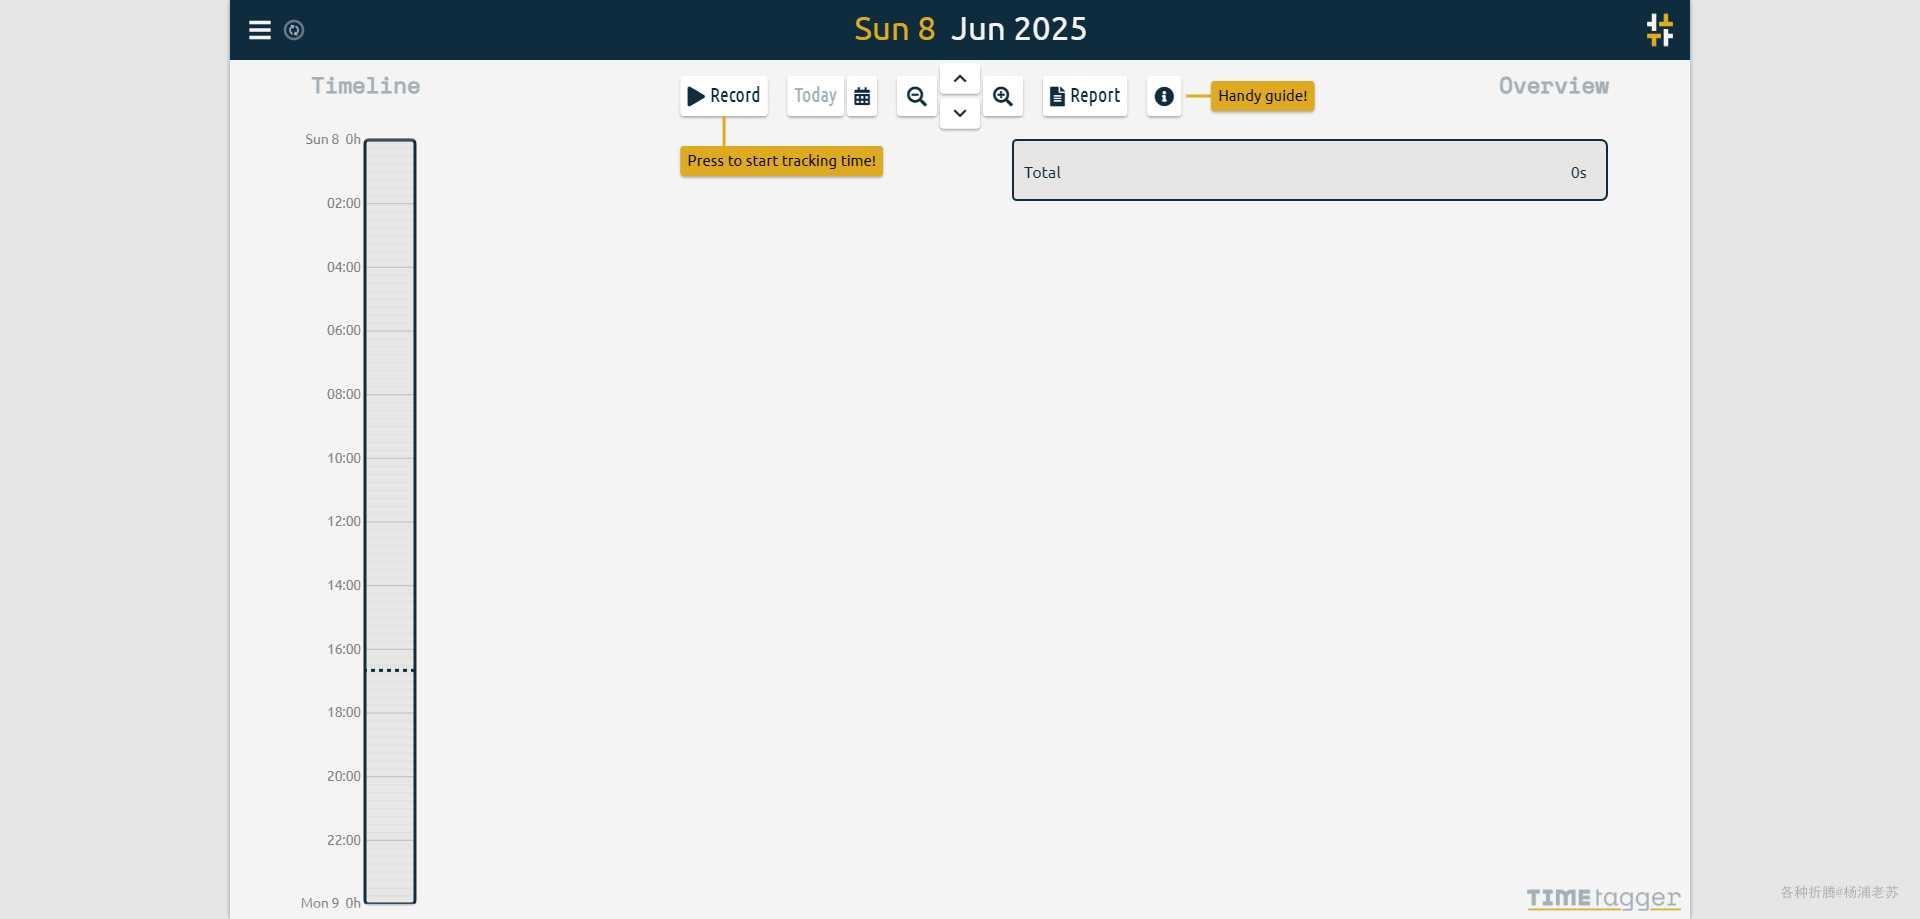 Sun 8 Jun 2025
Timeline
Record
Today
Report
Handy guide!
Overview
Press to start tracking time!
Sun 8 0h
02:00
04:00
06:00
08:00
10:00
12:00
14:00
16:00
18:00
20:00
22:00
Mon 9 0h
Total 0s
TIMEtagger
各种折腾@杨浦老苏